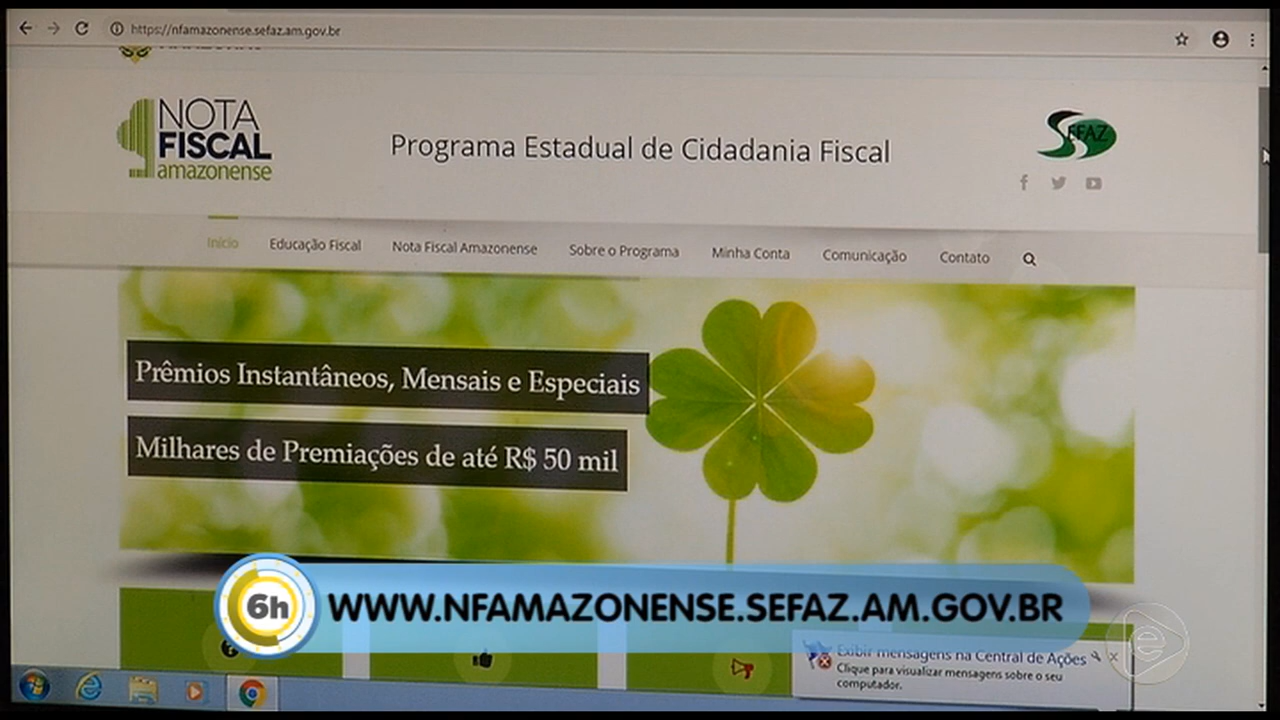 https://nfamazonense.sefaz.am.gov.br
NOTA
FISCAL
amazonense
Programa Estadual de Cidadania Fiscal
SEFAZ
Início
Educação Fiscal
Nota Fiscal Amazonense
Sobre o Programa
Minha Conta
Comunicação
Contato
Prêmios Instantâneos, Mensais e Especiais
Milhares de Premiações de até R$ 50 mil
6h
WWW.NFAMAZONENSE.SEFAZ.AM.GOV.BR
Exibir mensagens na Central de Ações
Clique para visualizar mensagens sobre o seu
computador.
e